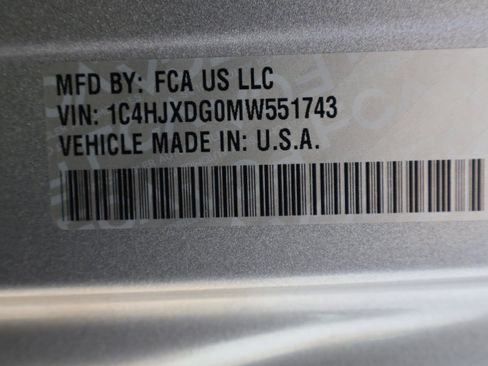 MFD BY: FCA US LLC
VIN: 1C4HJXDG0MW551743
VEHICLE MADE IN: U.S.A.